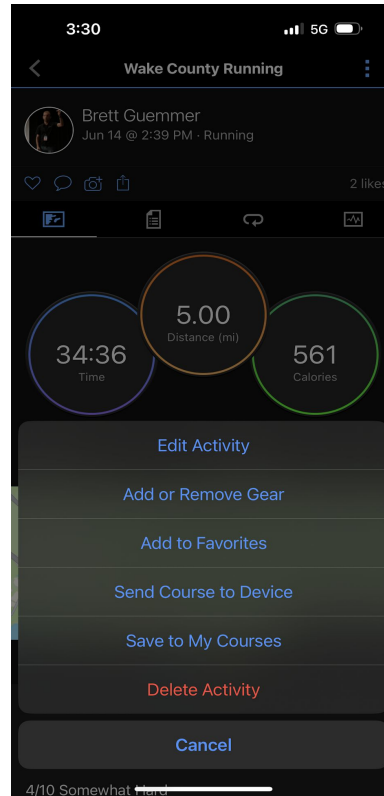 3:30 5G
Wake County Running
Brett Guemmer
Jun 14 @ 2:39 PM · Running
2 likes
5.00
Distance (mi)
34:36
Time
561
Calories
Edit Activity
Add or Remove Gear
Add to Favorites
Send Course to Device
Save to My Courses
Delete Activity
Cancel
4/10 Somewhat Hard